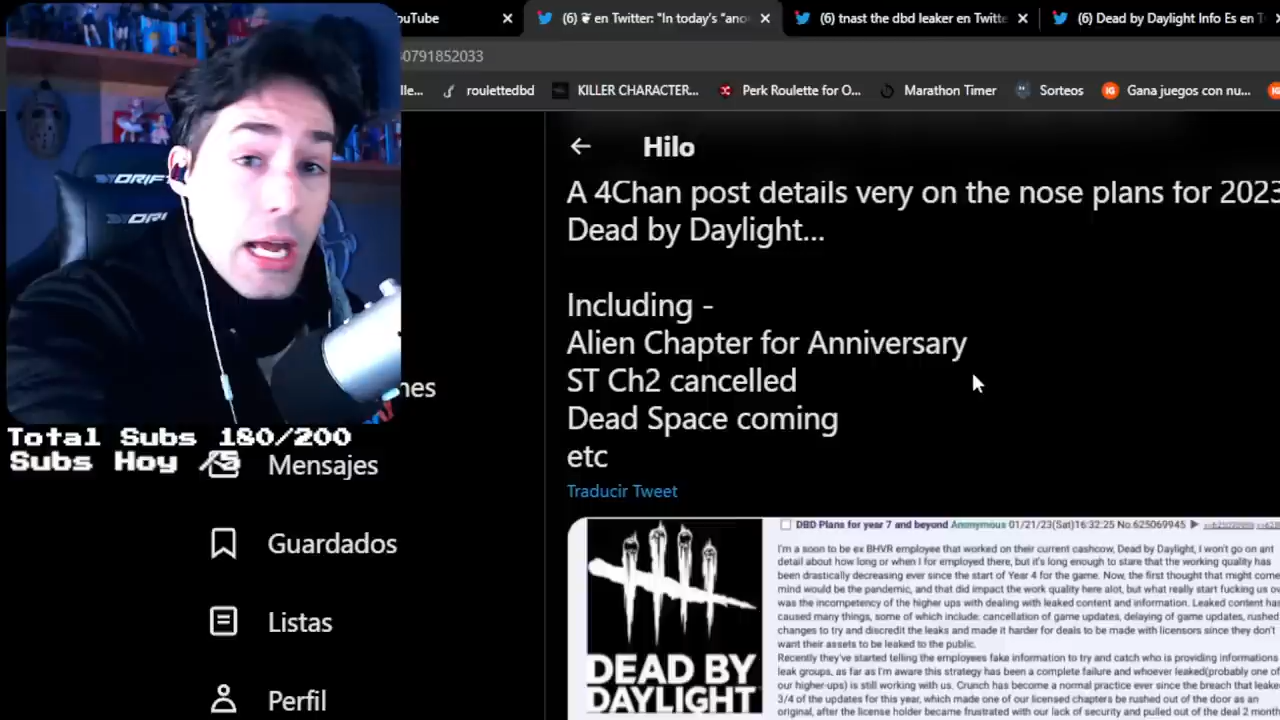 ouTube
(6) ❦ en Twitter: "In today's "ano
(6) tnast the dbd leaker en Twitte
(6) Dead by Daylight Info Es en T
0791852033
lle...
roulettedbd
KILLER CHARACTER...
Perk Roulette for O...
Marathon Timer
Sorteos
Gana juegos con nu...
DRIFT
DRI
Hilo
A 4Chan post details very on the nose plans for 2023
Dead by Daylight...
Including -
Alien Chapter for Anniversary
ST Ch2 cancelled
Dead Space coming
etc
Traducir Tweet
nes
Total Subs 180/200
Subs Hoy /5
Mensajes
Guardados
Listas
Perfil
DEAD BY
DAYLIGHT
DBD Plans for year 7 and beyond Anonymous 01/21/23(Sat)16:32:25 No.625069945
I'm a soon to be ex BHVR employee that worked on their current cashcow, Dead by Daylight, I won't go on ant
detail about how long or when I for employed there, but it's long enough to stare that the working quality has
been drastically decreasing ever since the start of Year 4 for the game. Now, the first thought that might come
mind would be the pandemic, and that did impact the work quality here alot, but what really start fucking us ov
was the incompetency of the higher ups with dealing with leaked content and information. Leaked content has
caused many things, some of which include: cancellation of game updates, delaying of game updates, rushed
changes to try and discredit the leaks and made it harder for deals to be made with licensors since they don't
want their assets to be leaked to the public.
Recently they've started telling the employees fake information to try and catch who is providing informations
leak groups, as far as I'm aware this strategy has been a complete failure and whoever leaked(probably one of
our higher-ups) is still working with us. Crunch has become a normal practice ever since the breach that leake
3/4 of the updates for this year, which made one of our licensed chapters be rushed out of the door as an
original, after the license holder became frustrated with our lack of security and pulled out of the deal 2 month